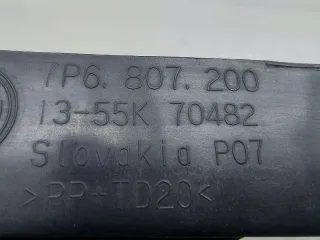 7P6. 807. 200
13-55K 70482
Slovakia P07
>PP-TD20<